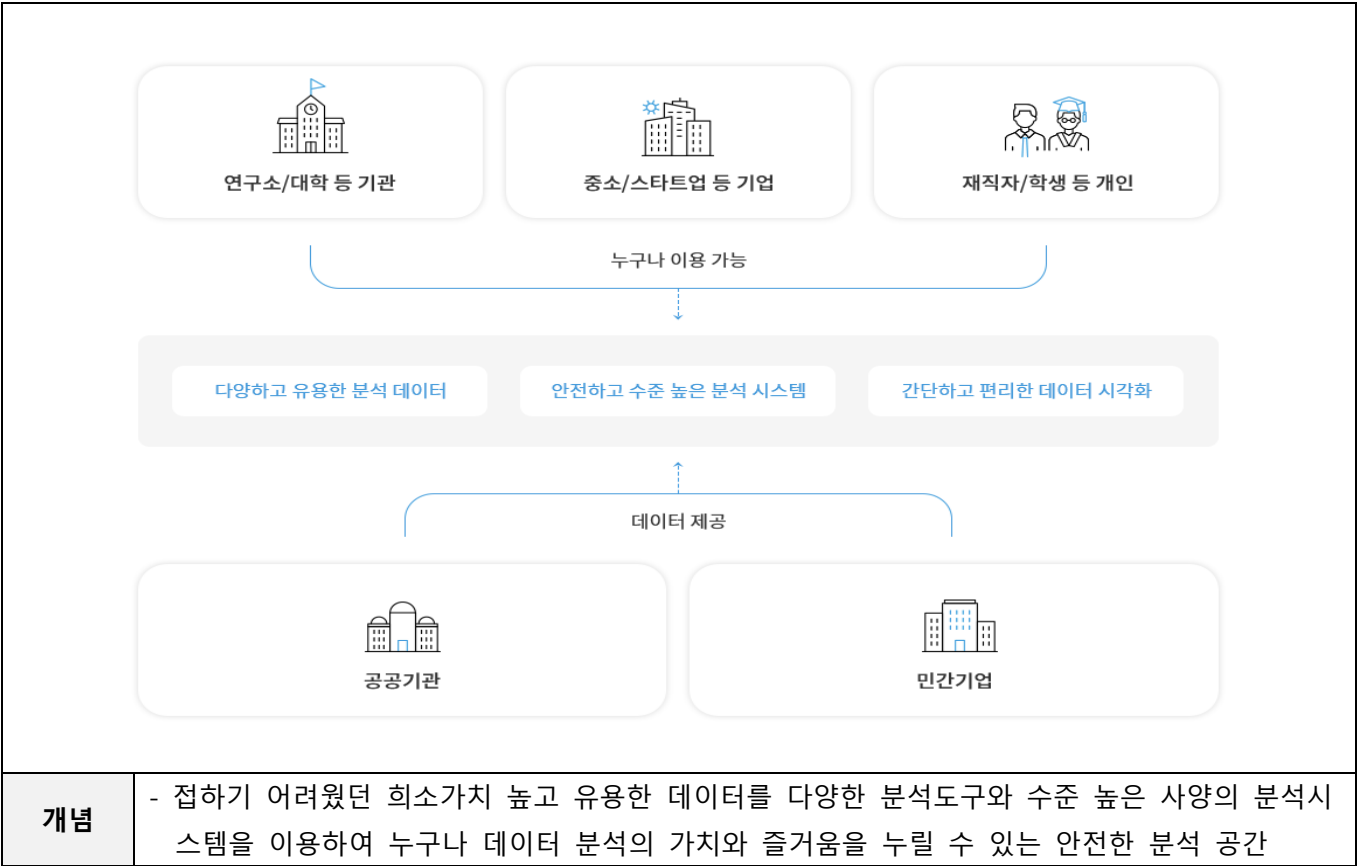 연구소/대학 등 기관
중소/스타트업 등 기업
재직자/학생 등 개인
누구나 이용 가능
다양하고 유용한 분석 데이터
안전하고 수준 높은 분석 시스템
간단하고 편리한 데이터 시각화
데이터 제공
공공기관
민간기업
개념
- 접하기 어려웠던 희소가치 높고 유용한 데이터를 다양한 분석도구와 수준 높은 사양의 분석시
스템을 이용하여 누구나 데이터 분석의 가치와 즐거움을 누릴 수 있는 안전한 분석 공간